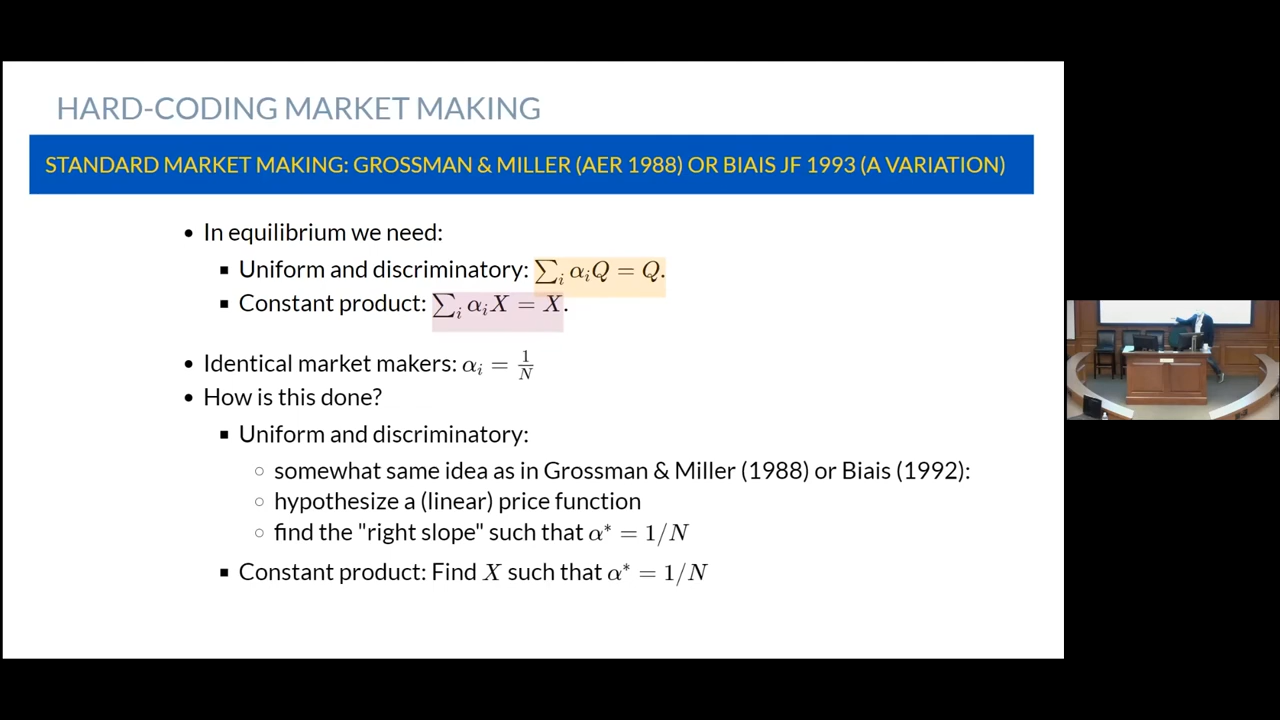 HARD-CODING MARKET MAKING
STANDARD MARKET MAKING: GROSSMAN & MILLER (AER 1988) OR BIAIS JF 1993 (A VARIATION)
• In equilibrium we need:
▪ Uniform and discriminatory: ∑ᵢ αᵢQ = Q.
▪ Constant product: ∑ᵢ αᵢX = X.
• Identical market makers: αᵢ = 1/N
• How is this done?
▪ Uniform and discriminatory:
○ somewhat same idea as in Grossman & Miller (1988) or Biais (1992):
○ hypothesize a (linear) price function
○ find the "right slope" such that α* = 1/N
▪ Constant product: Find X such that α* = 1/N